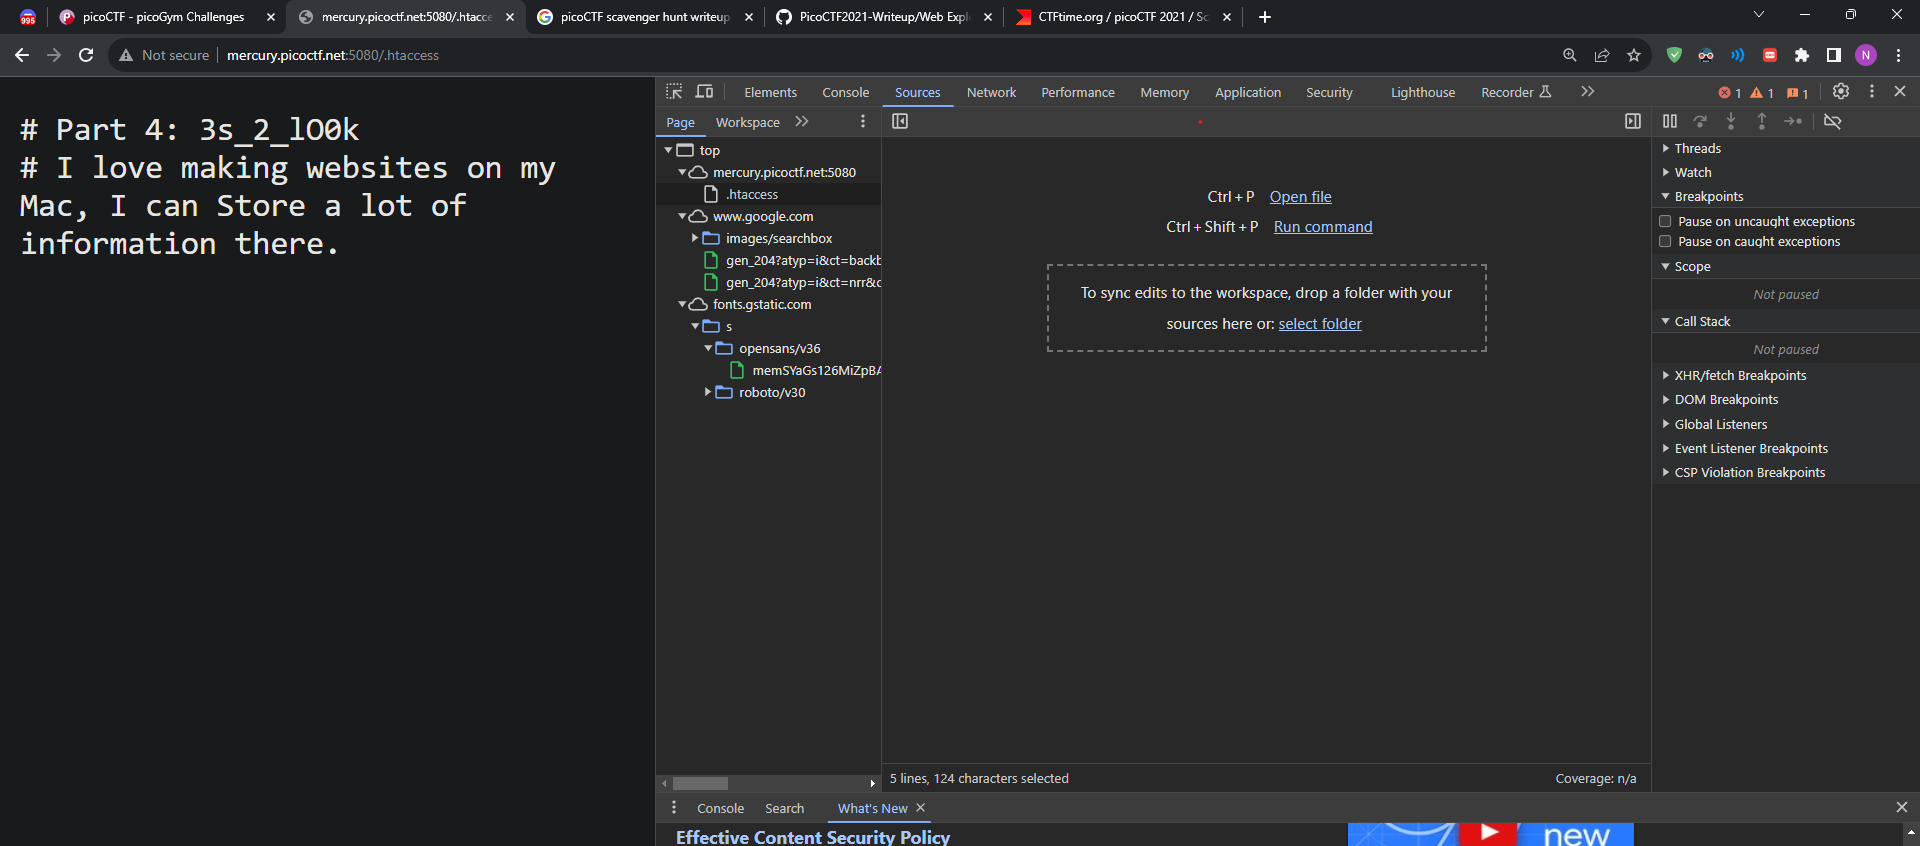 995
picoCTF - picoGym Challenges
mercury.picoctf.net:5080/.htacce
picoCTF scavenger hunt writeup
PicoCTF2021-Writeup/Web Expl
CTFtime.org / picoCTF 2021 / Sc
Not secure
mercury.picoctf.net:5080/.htaccess
N
# Part 4: 3s_2_lO0k
# I love making websites on my
Mac, I can Store a lot of
information there.
Elements Console Sources Network Performance Memory Application Security Lighthouse Recorder
1 1 1
Page Workspace
top
mercury.picoctf.net:5080
.htaccess
www.google.com
images/searchbox
gen_204?atyp=i&ct=backb
gen_204?atyp=i&ct=nrr&c
fonts.gstatic.com
s
opensans/v36
memSYaGs126MiZpBA
roboto/v30
Ctrl + P Open file
Ctrl + Shift + P Run command
To sync edits to the workspace, drop a folder with your
sources here or: select folder
5 lines, 124 characters selected
Coverage: n/a
Threads
Watch
Breakpoints
Pause on uncaught exceptions
Pause on caught exceptions
Scope
Not paused
Call Stack
Not paused
XHR/fetch Breakpoints
DOM Breakpoints
Global Listeners
Event Listener Breakpoints
CSP Violation Breakpoints
Console Search What's New
Effective Content Security Policy
new